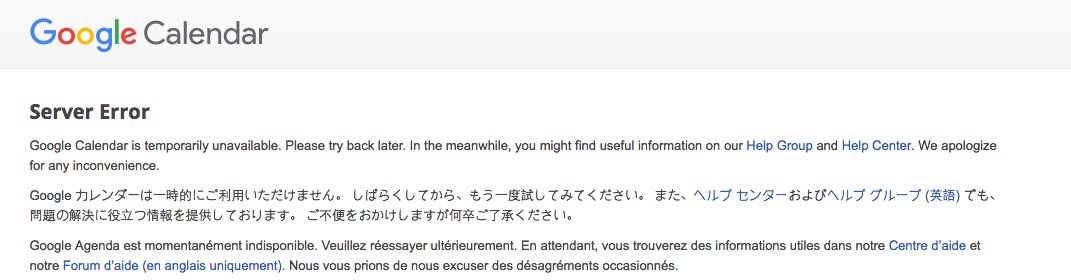 Google Calendar
Server Error
Google Calendar is temporarily unavailable. Please try back later. In the meanwhile, you might find useful information on our Help Group and Help Center. We apologize
for any inconvenience.
Google カレンダーは一時的にご利用いただけません。 しばらくしてから、もう一度試してみてください。 また、ヘルプ センターおよびヘルプ グループ (英語) でも、
問題の解決に役立つ情報を提供しております。 ご不便をおかけしますが何卒ご了承ください。
Google Agenda est momentanément indisponible. Veuillez réessayer ultérieurement. En attendant, vous trouverez des informations utiles dans notre Centre d'aide et
notre Forum d'aide (en anglais uniquement). Nous vous prions de nous excuser des désagréments occasionnés.